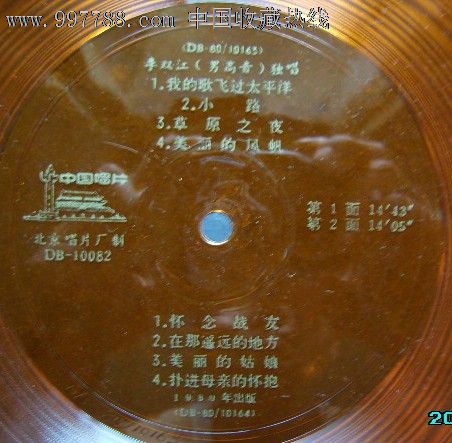 www.997788.com 中国收藏热线
(DB-80/10163)
李双江(男高音)独唱
1.我的歌飞过太平洋
2.小路
3.草原之夜
4.美丽的风帆
中国唱片
北京唱片厂制
DB-10082
第1面 14′43″
第2面 14′05″
1.怀念战友
2.在那遥远的地方
3.美丽的姑娘
4.扑进母亲的怀抱
1980年出版
(DB-80/10164)
20